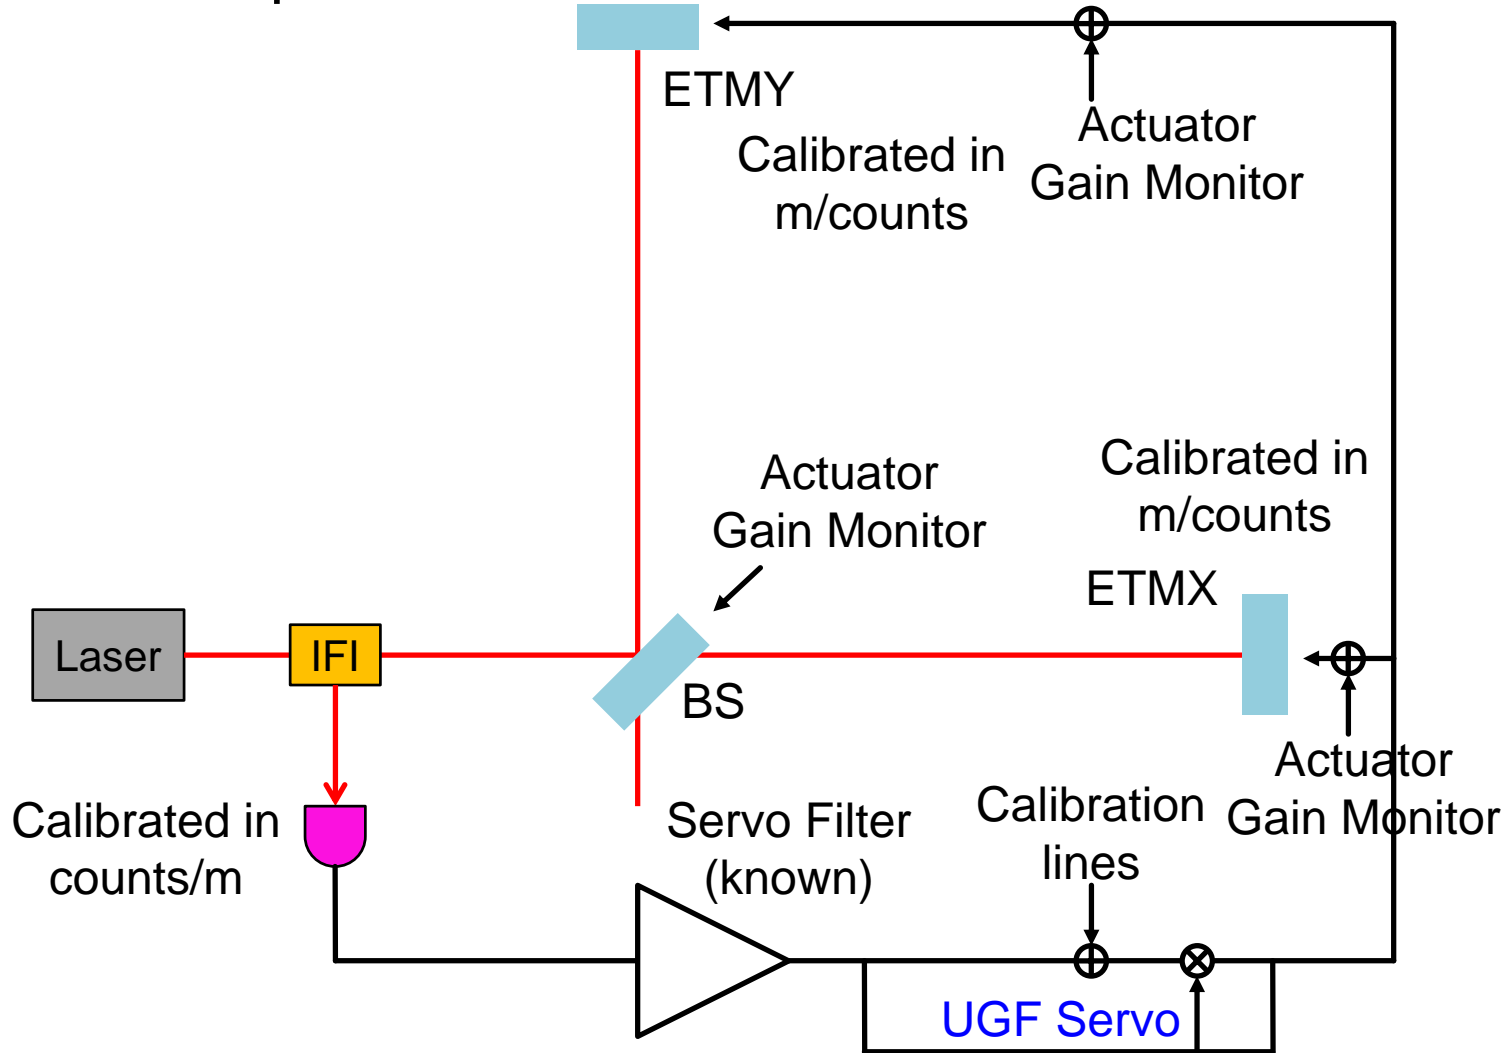 ETMY
Calibrated in
m/counts
Actuator
Gain Monitor
Actuator
Gain Monitor
Calibrated in
m/counts
ETMX
Laser
IFI
BS
Actuator
Gain Monitor
Calibrated in
counts/m
Servo Filter
(known)
Calibration
lines
UGF Servo